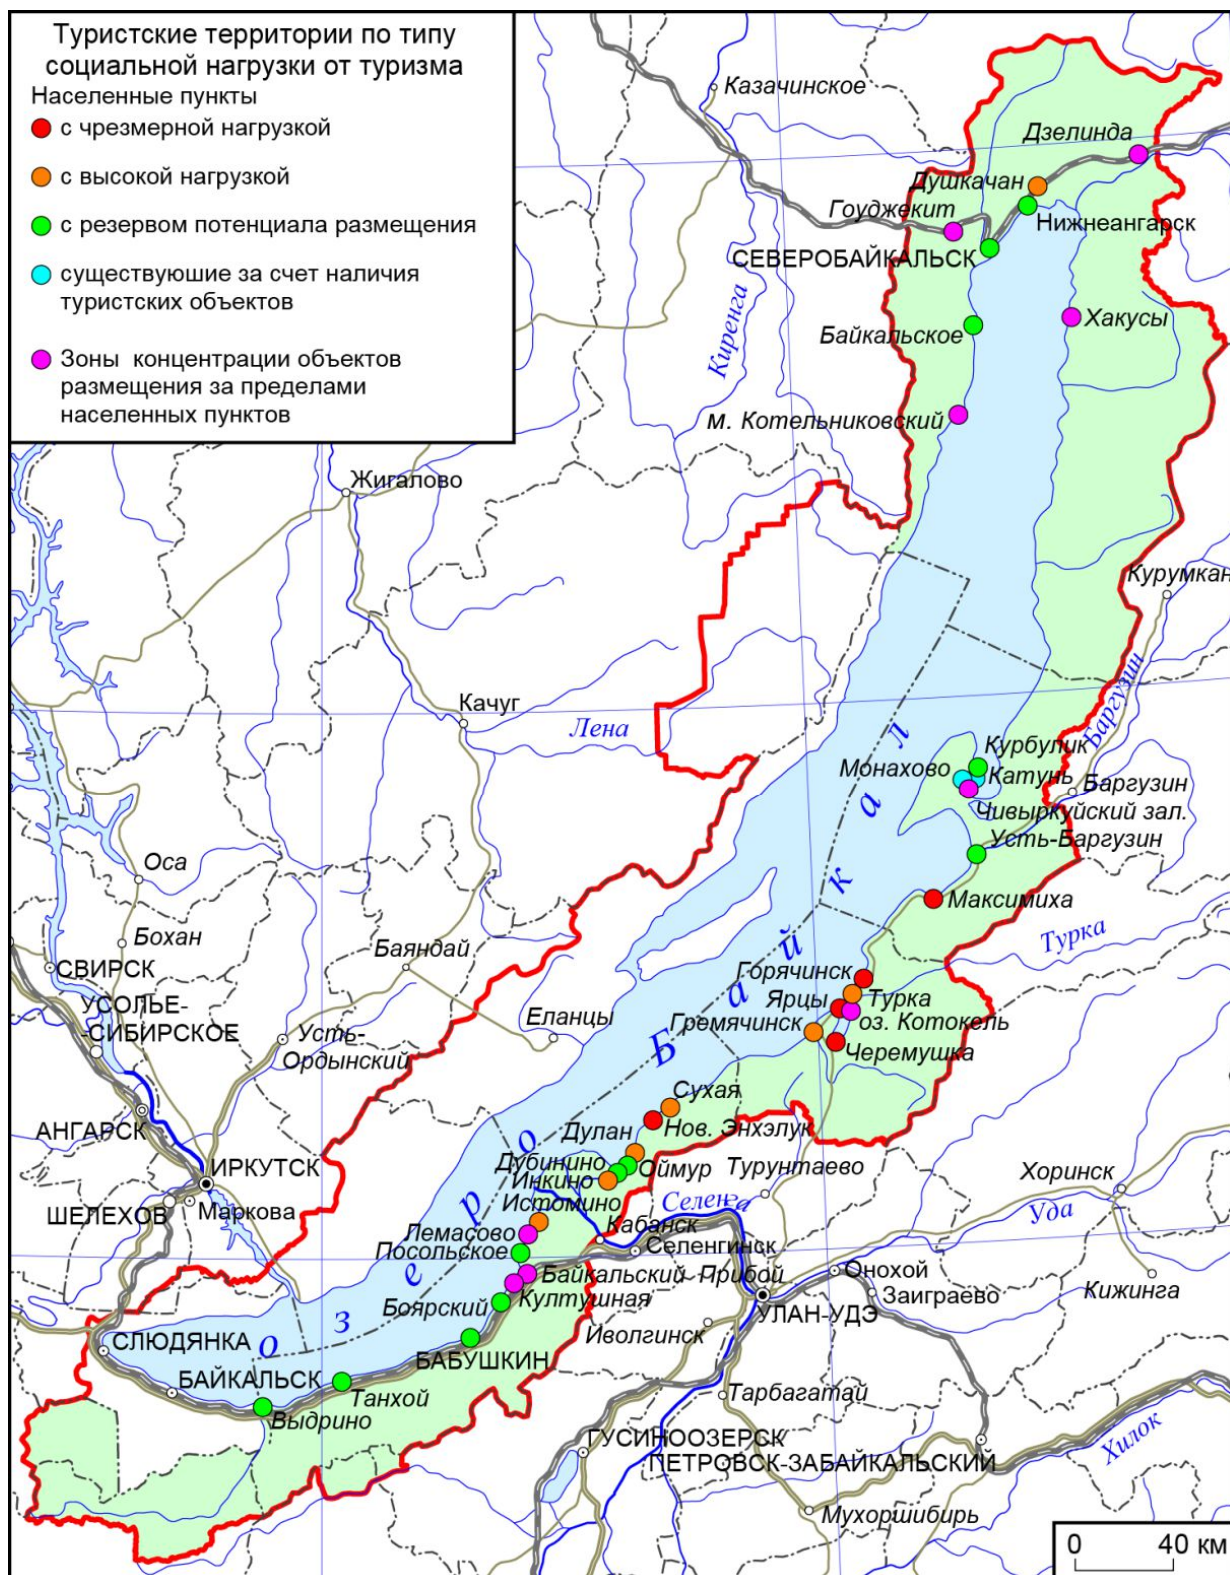 Туристские территории по типу
социальной нагрузки от туризма
Населенные пункты
с чрезмерной нагрузкой
с высокой нагрузкой
с резервом потенциала размещения
существуюшие за счет наличия
туристских объектов
Зоны концентрации объектов
размещения за пределами
населенных пунктов
Казачинское
Дзелинда
Душкачан
Гоуджекит
Нижнеангарск
СЕВЕРОБАЙКАЛЬСК
Киренга
Хакусы
Байкальское
м. Котельниковский
Жигалово
Курумкан
Баргузин
Качуг
Лена
Курбулик
Монахово
Катунь
Баргузин
Чивыркуйский зал.
Усть-Баргузин
Оса
Максимиха
Бохан
Турка
СВИРСК
Баяндай
Горячинск
УСОЛЬЕ-
-СИБИРСКОЕ
Ярцы
Турка
Еланцы
Гремячинск
оз. Котокель
Усть-
Ордынский
Черемушка
озеро Байкал
Сухая
АНГАРСК
Нов. Энхэлук
Дулан
Дубинино
Оймур
ИРКУТСК
Инкино
Турунтаево
Хоринск
Истомино
Селенга
Уда
ШЕЛЕХОВ
Маркова
Лемасово
Кабанск
Посольское
Селенгинск
Байкальский Прибой
Онохой
Кижинга
Боярский
Култушная
УЛАН-УДЭ
Заиграево
Иволгинск
СЛЮДЯНКА
БАБУШКИН
БАЙКАЛЬСК
Танхой
Тарбагатай
Выдрино
ГУСИНООЗЕРСК
ПЕТРОВСК-ЗАБАЙКАЛЬСКИЙ
Хилок
Мухоршибирь
0 40 км